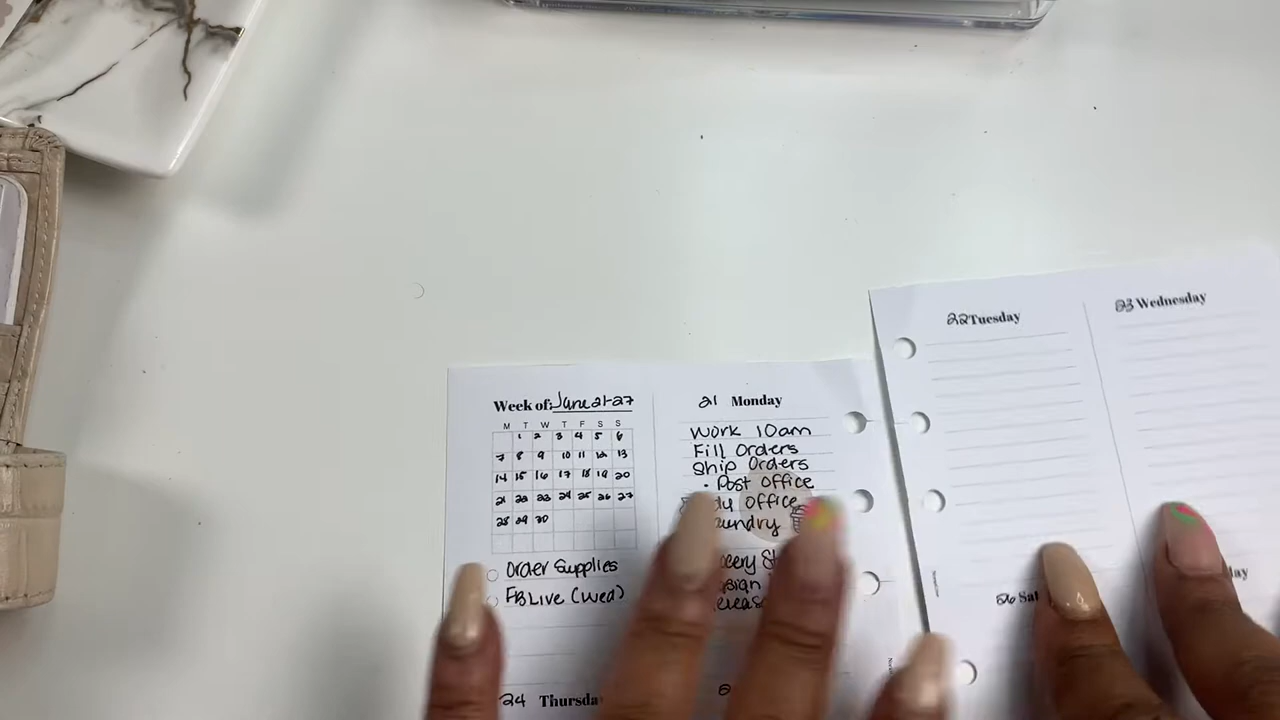 Week of: June 21-27
M T W T F S S
1 2 3 4 5 6
7 8 9 10 11 12 13
14 15 16 17 18 19 20
21 22 23 24 25 26 27
28 29 30
Order Supplies
FB Live (Wed)
24 Thursda
21 Monday
Work 10am
Fill Orders
Ship Orders
• Post Office
Office
22 Tuesday
23 Wednesday
26 Sat